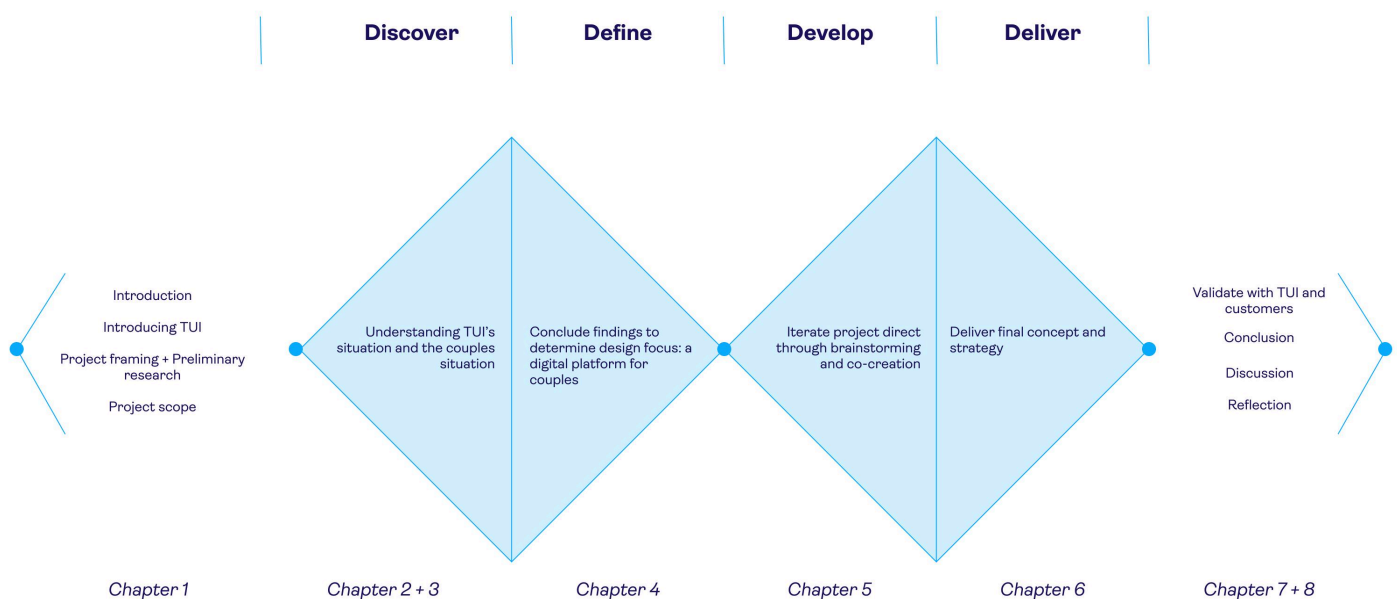 Discover
Define
Develop
Deliver
Introduction
Introducing TUI
Project framing + Preliminary
research
Project scope
Understanding TUI's
situation and the couples
situation
Conclude findings to
determine design focus: a
digital platform for
couples
Iterate project direct
through brainstorming
and co-creation
Deliver final concept and
strategy
Validate with TUI and
customers
Conclusion
Discussion
Reflection
Chapter 1
Chapter 2 + 3
Chapter 4
Chapter 5
Chapter 6
Chapter 7 + 8